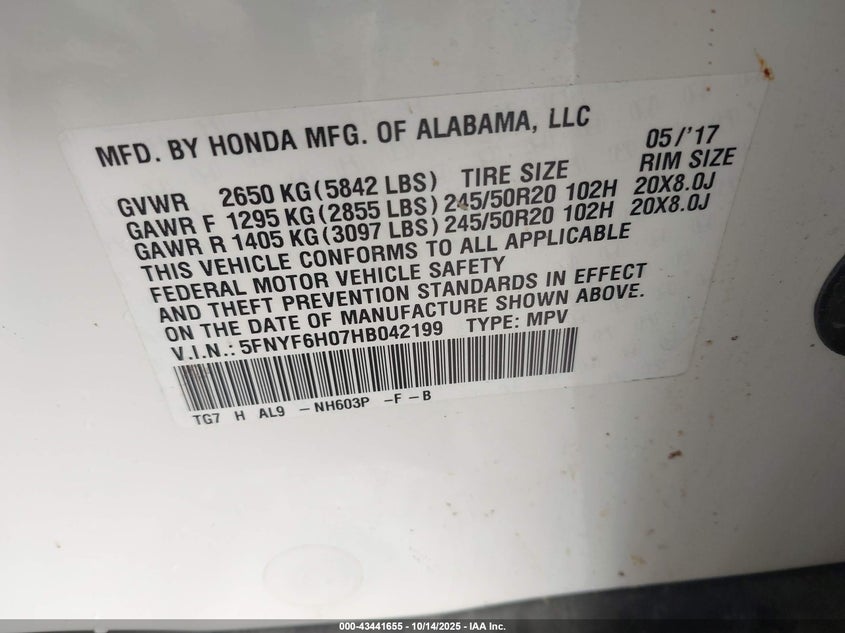 MFD. BY HONDA MFG. OF ALABAMA, LLC 05/'17
GVWR 2650 KG(5842 LBS) TIRE SIZE RIM SIZE
GAWR F 1295 KG(2855 LBS) 245/50R20 102H 20X8.0J
GAWR R 1405 KG(3097 LBS) 245/50R20 102H 20X8.0J
THIS VEHICLE CONFORMS TO ALL APPLICABLE
FEDERAL MOTOR VEHICLE SAFETY
AND THEFT PREVENTION STANDARDS IN EFFECT
ON THE DATE OF MANUFACTURE SHOWN ABOVE.
V.I.N.: 5FNYF6H07HB042199 TYPE: MPV
TG7 H AL9 -NH603P -F-B
000-43441655 | 10/14/2025 - IAA Inc.